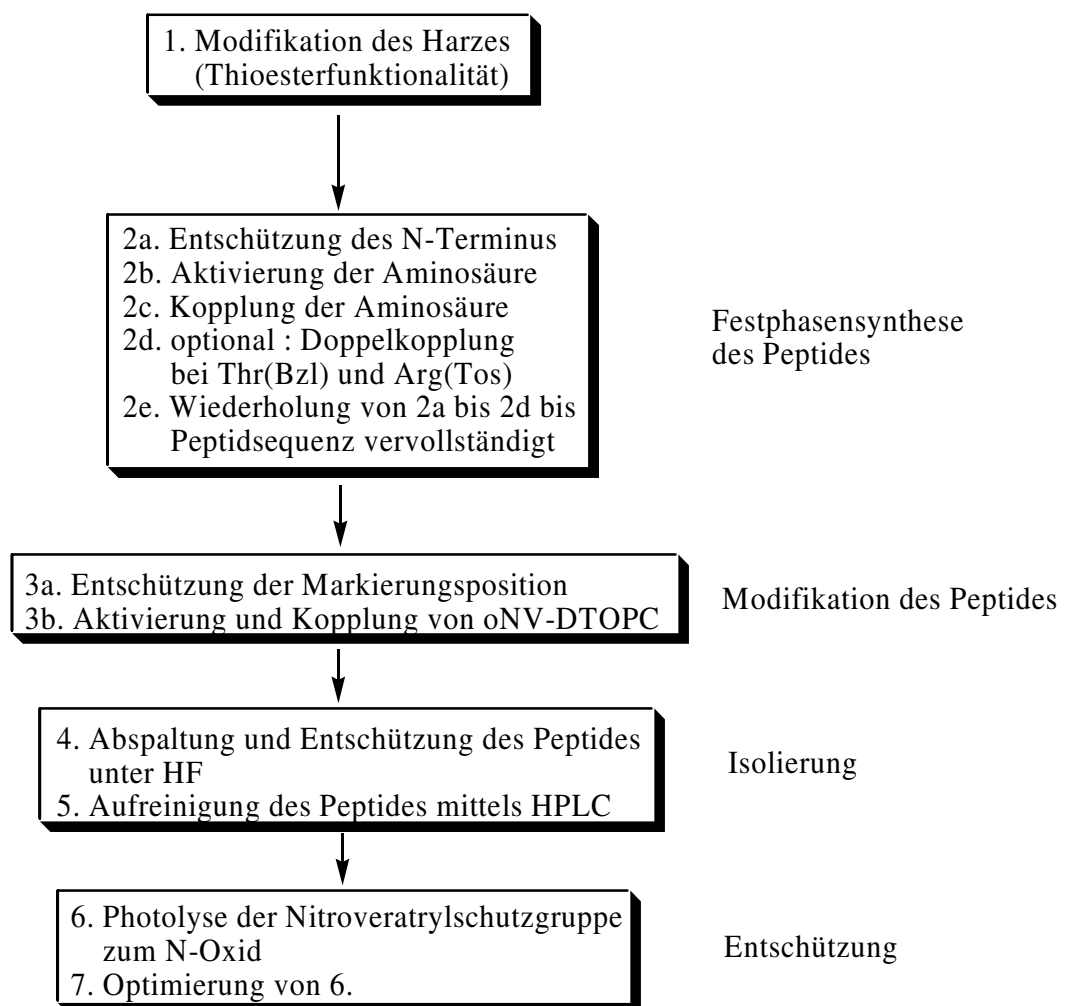 1. Modifikation des Harzes
(Thioesterfunktionalität)
2a. Entschützung des N-Terminus
2b. Aktivierung der Aminosäure
2c. Kopplung der Aminosäure
2d. optional : Doppelkopplung
bei Thr(Bzl) und Arg(Tos)
2e. Wiederholung von 2a bis 2d bis
Peptidsequenz vervollständigt
Festphasensynthese
des Peptides
3a. Entschützung der Markierungsposition
3b. Aktivierung und Kopplung von oNV-DTOPC
Modifikation des Peptides
4. Abspaltung und Entschützung des Peptides
unter HF
5. Aufreinigung des Peptides mittels HPLC
Isolierung
6. Photolyse der Nitroveratrylschutzgruppe
zum N-Oxid
7. Optimierung von 6.
Entschützung